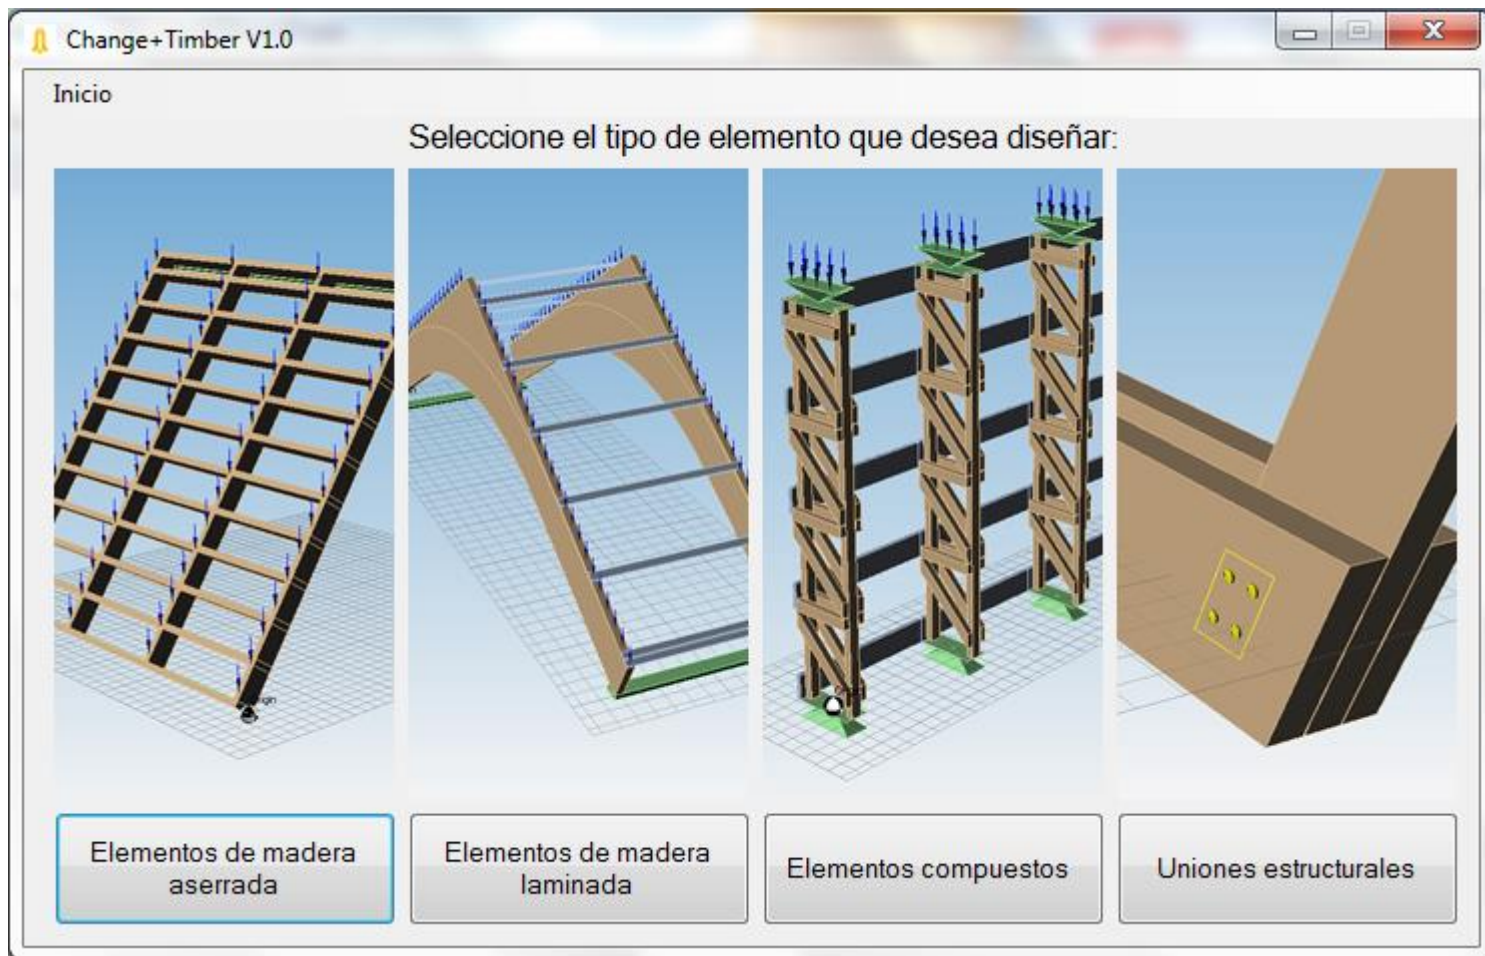 Change+Timber V1.0
Inicio
Seleccione el tipo de elemento que desea diseñar:
Elementos de madera
aserrada
Elementos de madera
laminada
Elementos compuestos
Uniones estructurales